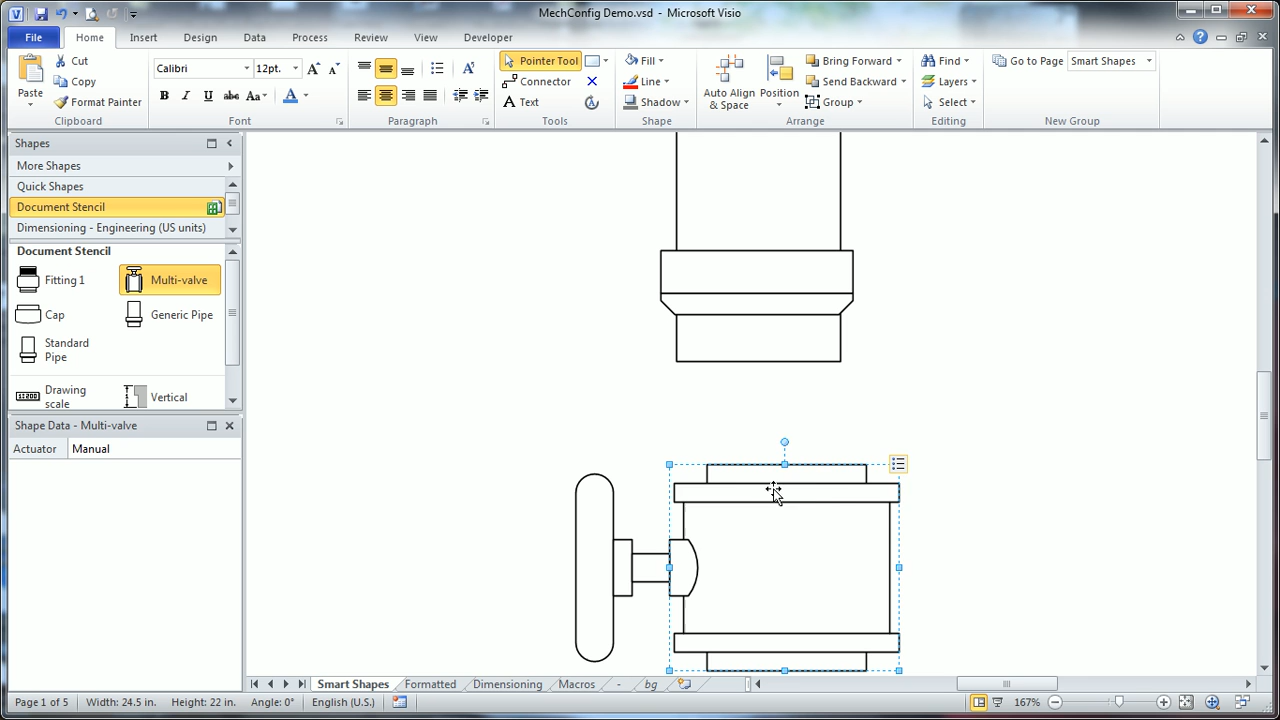 MechConfig Demo.vsd - Microsoft Visio
File Home Insert Design Data Process Review View Developer
Paste
Cut
Copy
Format Painter
Clipboard
Calibri 12pt.
B I U abc Aa
Font
Paragraph
Pointer Tool
Connector
Text
Tools
Fill
Line
Shadow
Shape
Auto Align & Space
Position
Bring Forward
Send Backward
Group
Arrange
Find
Layers
Select
Editing
Go to Page Smart Shapes
New Group
Shapes
More Shapes
Quick Shapes
Document Stencil
Dimensioning - Engineering (US units)
Document Stencil
Fitting 1 Multi-valve
Cap Generic Pipe
Standard Pipe
Drawing scale Vertical
Shape Data - Multi-valve
Actuator Manual
Smart Shapes Formatted Dimensioning Macros - bg
Page 1 of 5 Width: 24.5 in. Height: 22 in. Angle: 0° English (U.S.) 167%